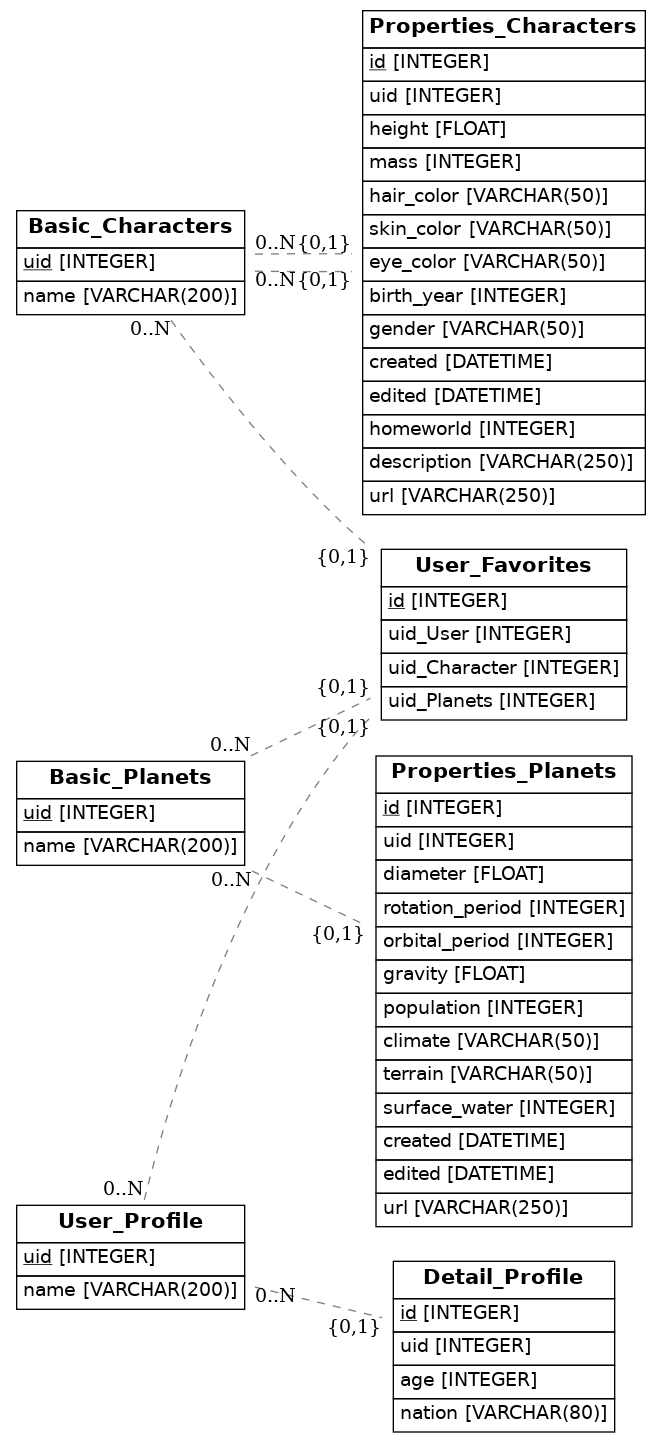 Properties_Characters
id [INTEGER]
uid [INTEGER]
height [FLOAT]
mass [INTEGER]
hair_color [VARCHAR(50)]
skin_color [VARCHAR(50)]
eye_color [VARCHAR(50)]
birth_year [INTEGER]
gender [VARCHAR(50)]
created [DATETIME]
edited [DATETIME]
homeworld [INTEGER]
description [VARCHAR(250)]
url [VARCHAR(250)]
Basic_Characters
uid [INTEGER]
name [VARCHAR(200)]
0..N {0,1}
0..N {0,1}
0..N
{0,1}
User_Favorites
id [INTEGER]
uid_User [INTEGER]
uid_Character [INTEGER]
uid_Planets [INTEGER]
{0,1}
{0,1}
0..N
Basic_Planets
uid [INTEGER]
name [VARCHAR(200)]
0..N
{0,1}
Properties_Planets
id [INTEGER]
uid [INTEGER]
diameter [FLOAT]
rotation_period [INTEGER]
orbital_period [INTEGER]
gravity [FLOAT]
population [INTEGER]
climate [VARCHAR(50)]
terrain [VARCHAR(50)]
surface_water [INTEGER]
created [DATETIME]
edited [DATETIME]
url [VARCHAR(250)]
0..N
User_Profile
uid [INTEGER]
name [VARCHAR(200)]
0..N
{0,1}
Detail_Profile
id [INTEGER]
uid [INTEGER]
age [INTEGER]
nation [VARCHAR(80)]